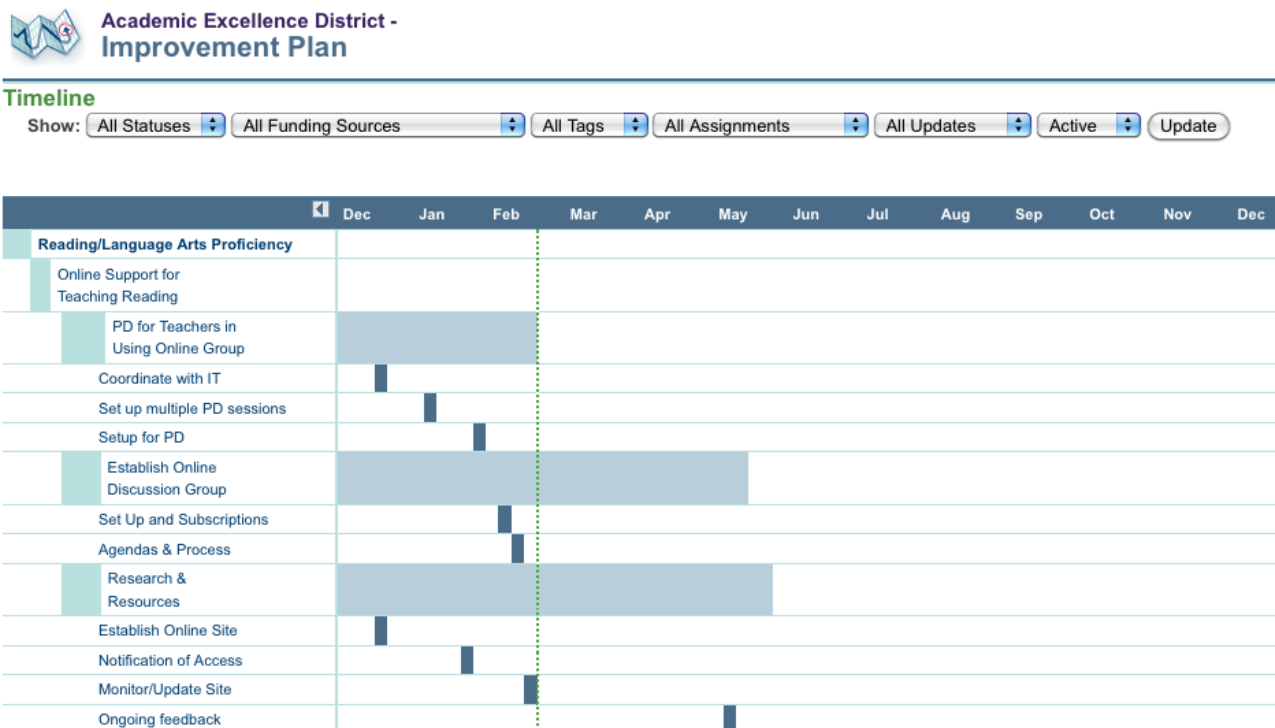 Academic Excellence District -
Improvement Plan
Timeline
Show: All Statuses All Funding Sources All Tags All Assignments All Updates Active Update
Dec Jan Feb Mar Apr May Jun Jul Aug Sep Oct Nov Dec
Reading/Language Arts Proficiency
Online Support for
Teaching Reading
PD for Teachers in
Using Online Group
Coordinate with IT
Set up multiple PD sessions
Setup for PD
Establish Online
Discussion Group
Set Up and Subscriptions
Agendas & Process
Research &
Resources
Establish Online Site
Notification of Access
Monitor/Update Site
Ongoing feedback